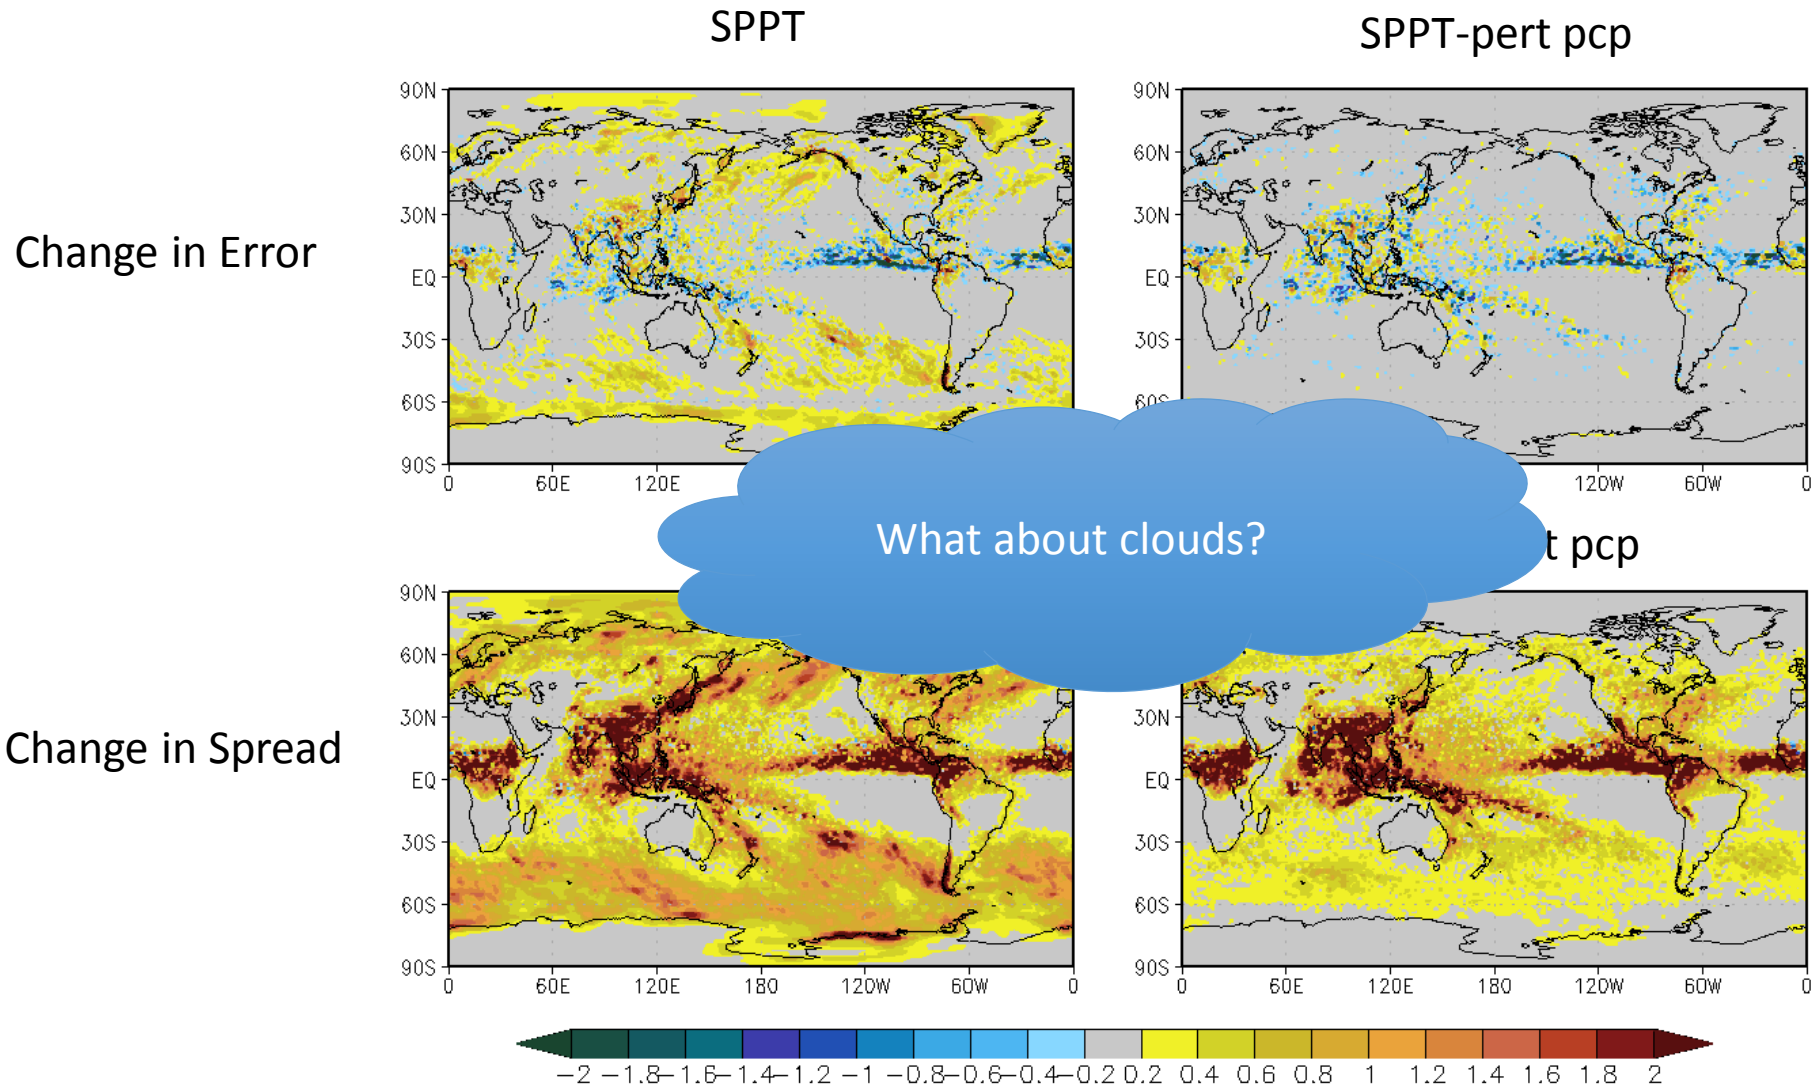 SPPT
SPPT-pert pcp
90N
60N
30N
EQ
30S
60S
90S
0 60E 120E
Change in Error
90N
60N
30N
EQ
30S
60S
120W 60W 0
What about clouds?
t pcp
90N
60N
30N
EQ
30S
60S
90S
0 60E 120E 180 120W 60W 0
Change in Spread
90N
60N
30N
EQ
30S
60S
90S
0 60E 120E 180 120W 60W 0
-2 -1.8 -1.6 -1.4 -1.2 -1 -0.8 -0.6 -0.4 -0.2 0.2 0.4 0.6 0.8 1 1.2 1.4 1.6 1.8 2